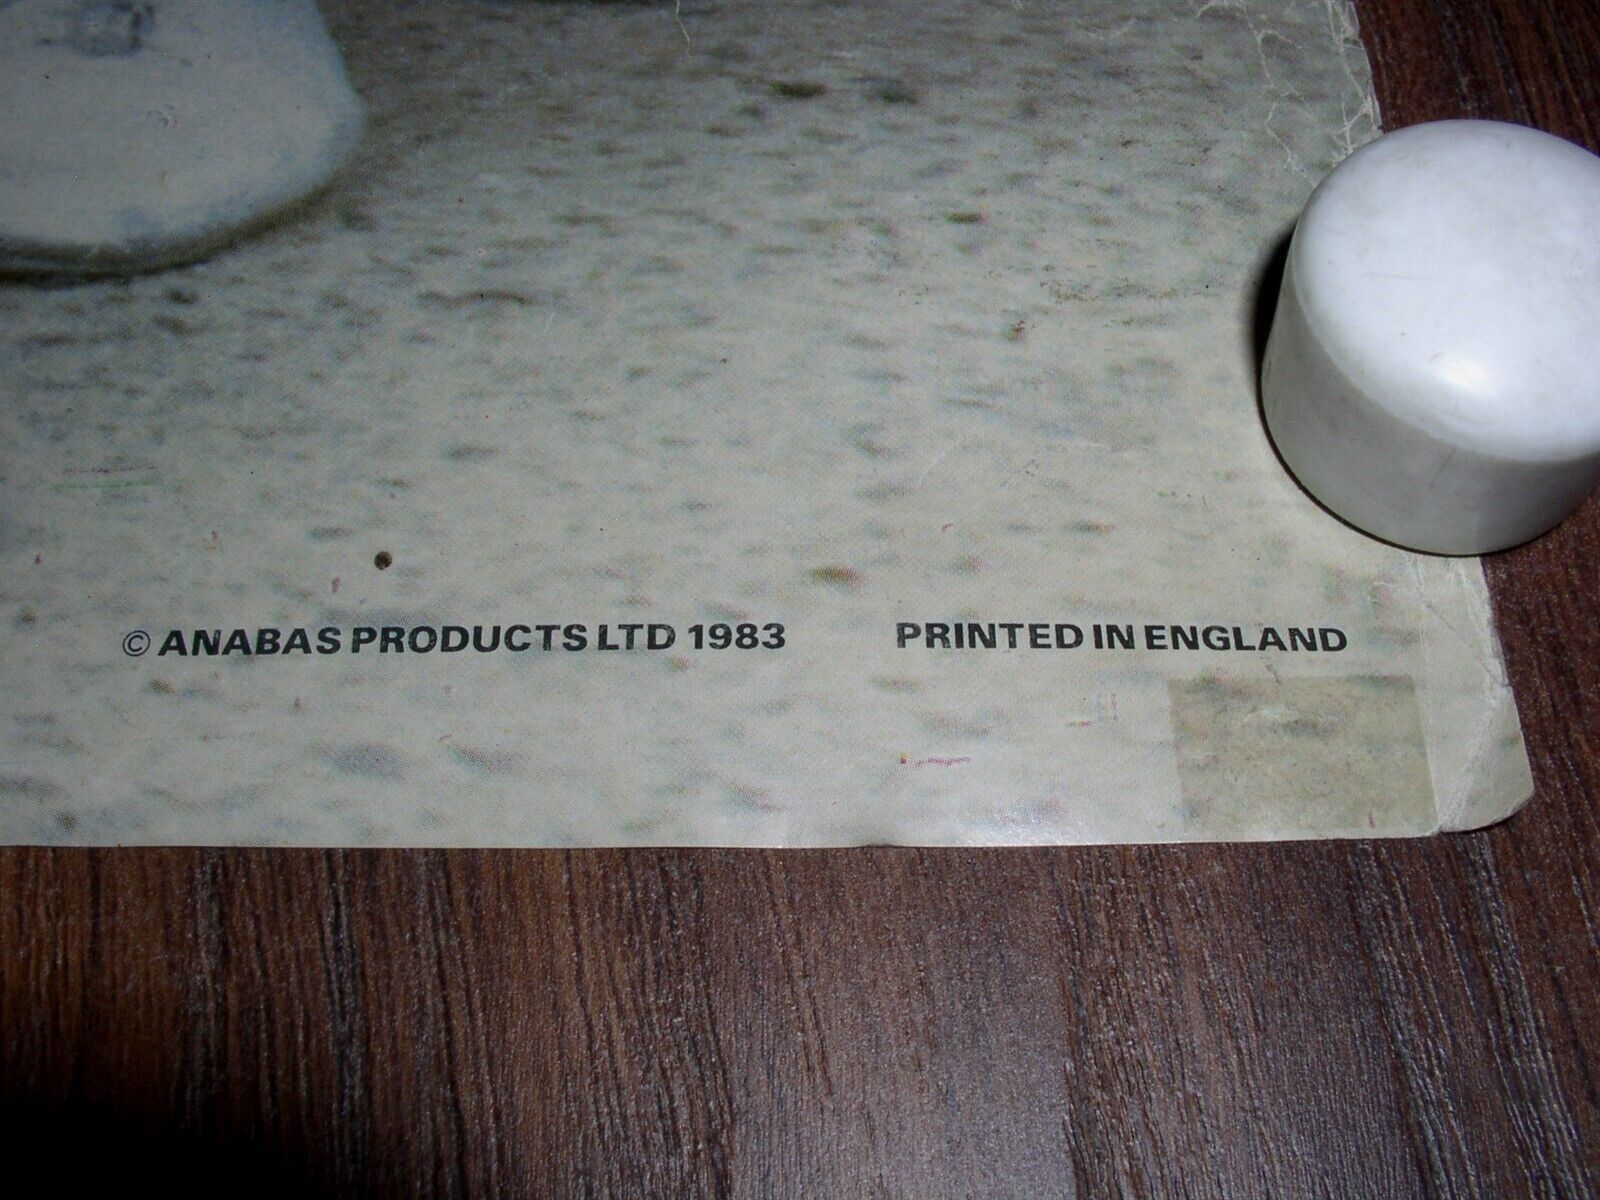 © ANABAS PRODUCTS LTD 1983 PRINTED IN ENGLAND